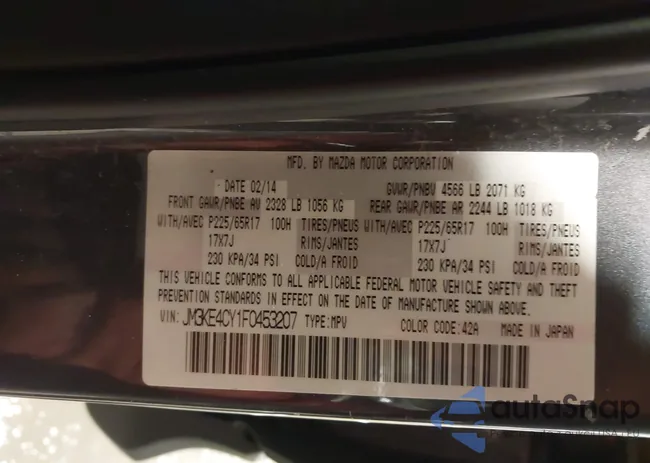 MFD. BY MAZDA MOTOR CORPORATION
DATE 02/14 GVWR/PNBV 4566 LB 2071 KG
FRONT GAWR/PNBE AV 2328 LB 1056 KG REAR GAWR/PNBE AR 2244 LB 1018 KG
WITH/AVEC P225/65R17 100H TIRES/PNEUS WITH/AVEC P225/65R17 100H TIRES/PNEUS
17X7J RIMS/JANTES 17X7J RIMS/JANTES
230 KPA/34 PSI COLD/A FROID 230 KPA/34 PSI COLD/A FROID
THIS VEHICLE CONFORMS TO ALL APPLICABLE FEDERAL MOTOR VEHICLE SAFETY AND THEFT
PREVENTION STANDARDS IN EFFECT ON THE DATE OF MANUFACTURE SHOWN ABOVE.
VIN: JM3KE4CY1F0453207 TYPE:MPV COLOR CODE:42A MADE IN JAPAN
autoSnap